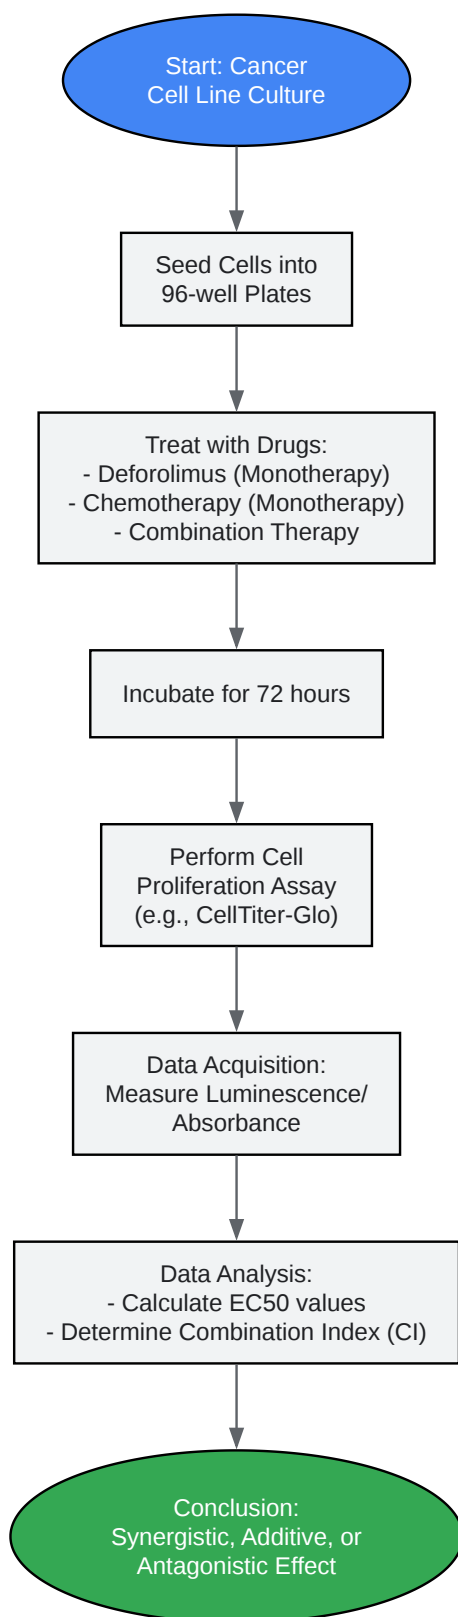 Start: Cancer
Cell Line Culture
Seed Cells into
96-well Plates
Treat with Drugs:
- Deforolimus (Monotherapy)
- Chemotherapy (Monotherapy)
- Combination Therapy
Incubate for 72 hours
Perform Cell
Proliferation Assay
(e.g., CellTiter-Glo)
Data Acquisition:
Measure Luminescence/
Absorbance
Data Analysis:
- Calculate EC50 values
- Determine Combination Index (CI)
Conclusion:
Synergistic, Additive, or
Antagonistic Effect